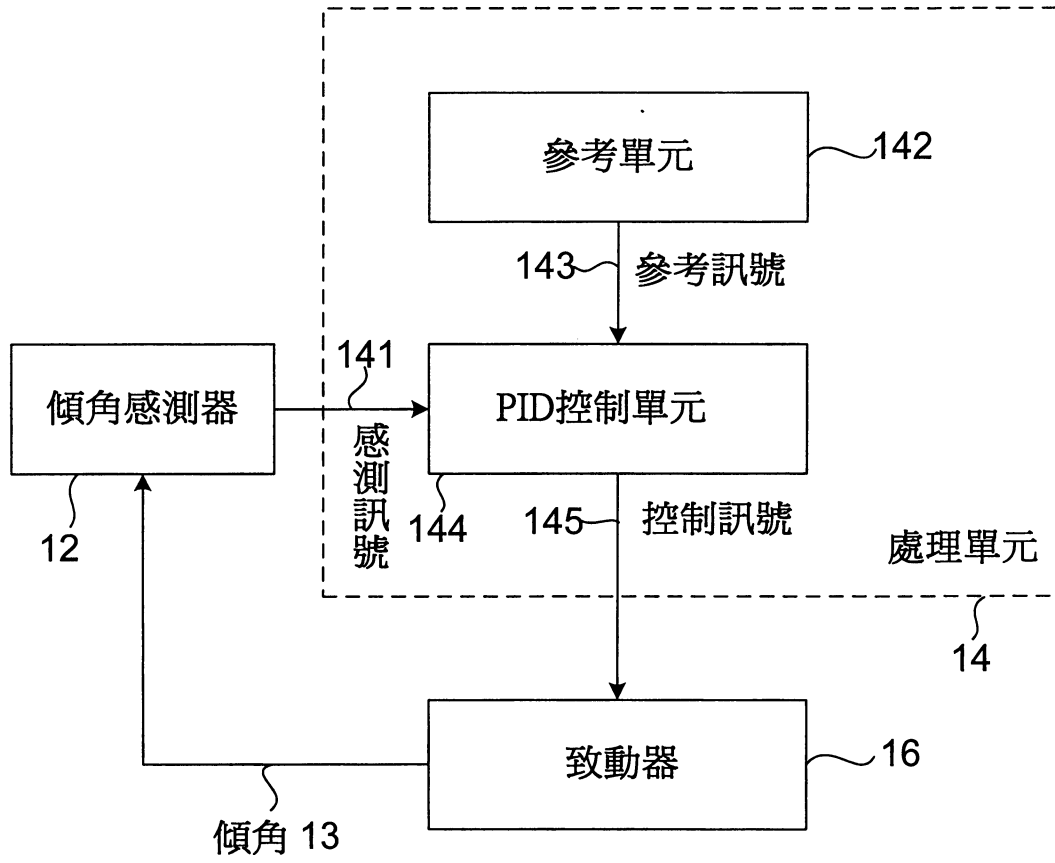 參考單元
142
143
參考訊號
141
傾角感測器
PID控制單元
感測訊號
12
144
145
控制訊號
處理單元
14
致動器
16
傾角 13